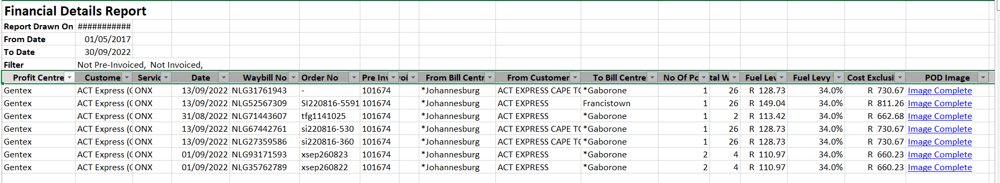 Financial Details Report
Report Drawn On ###########
From Date 01/05/2017
To Date 30/09/2022
Filter Not Pre-Invoiced, Not Invoiced,
Profit Centre Custome Servic Date Waybill No Order No Pre Inv voi From Bill Centr From Customer To Bill Centre No Of Pc tal W Fuel Lev Fuel Levy Cost Exclusi POD Image
Gentex ACT Express (C ONX 13/09/2022 NLG31761943 - 101674 *Johannesburg ACT EXPRESS CAPE TO *Gaborone 1 26 R 128.73 34.0% R 730.67 Image Complete
Gentex ACT Express (C ONX 13/09/2022 NLG52567309 SI220816-5591 101674 *Johannesburg ACT EXPRESS Francistown 1 26 R 149.04 34.0% R 811.26 Image Complete
Gentex ACT Express (C ONX 31/08/2022 NLG71443607 tfg1141025 101674 *Johannesburg ACT EXPRESS *Gaborone 1 2 R 113.42 34.0% R 662.68 Image Complete
Gentex ACT Express (C ONX 13/09/2022 NLG67442761 si220816-530 101674 *Johannesburg ACT EXPRESS CAPE TO *Gaborone 1 26 R 128.73 34.0% R 730.67 Image Complete
Gentex ACT Express (C ONX 13/09/2022 NLG27359586 si220816-360 101674 *Johannesburg ACT EXPRESS CAPE TO *Gaborone 1 26 R 128.73 34.0% R 730.67 Image Complete
Gentex ACT Express (C ONX 01/09/2022 NLG93171593 xsep260823 101674 *Johannesburg ACT EXPRESS *Gaborone 2 4 R 110.97 34.0% R 660.23 Image Complete
Gentex ACT Express (C ONX 01/09/2022 NLG35762789 xsep260822 101674 *Johannesburg ACT EXPRESS *Gaborone 2 4 R 110.97 34.0% R 660.23 Image Complete